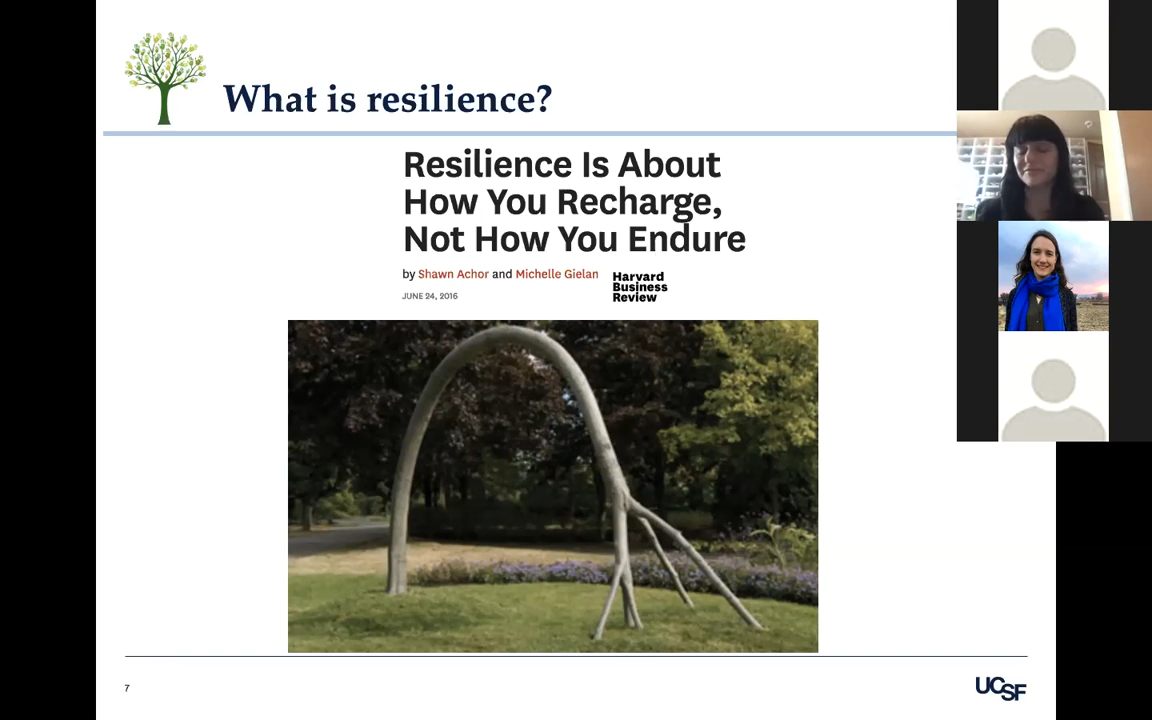 What is resilience?
Resilience Is About
How You Recharge,
Not How You Endure
by Shawn Achor and Michelle Gielan
JUNE 24, 2016
Harvard
Business
Review
7
UCSF